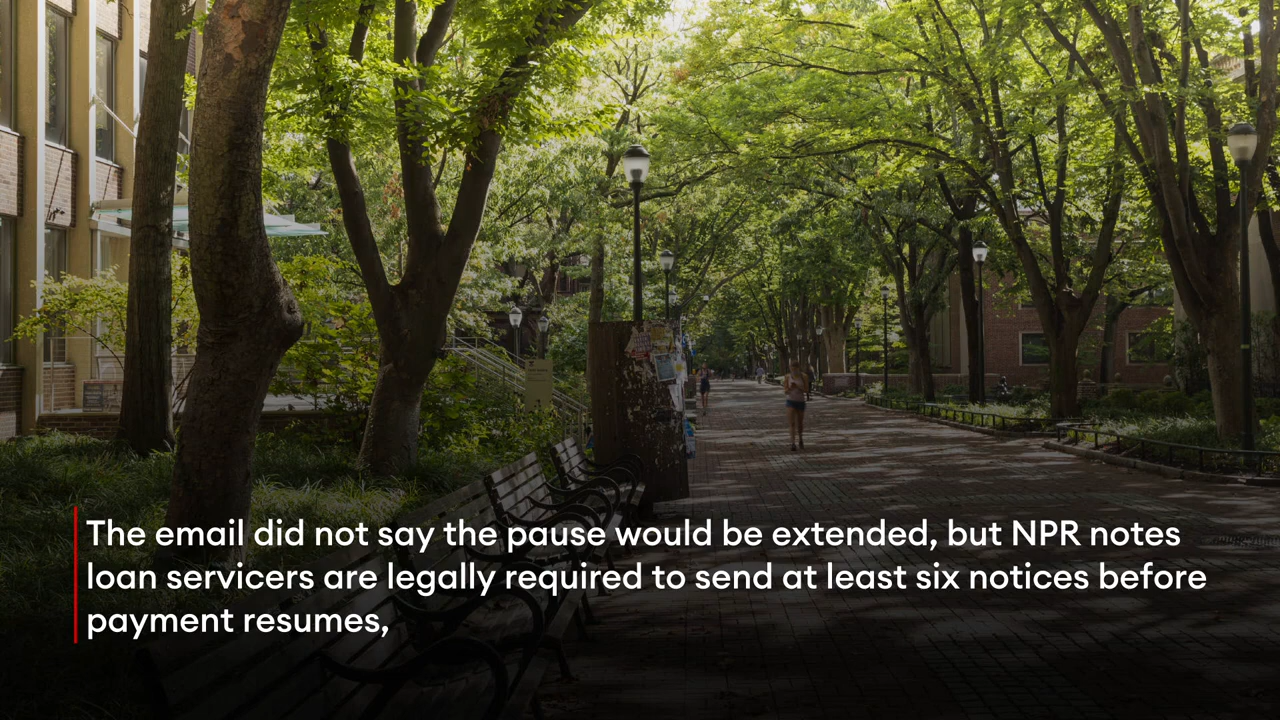 The email did not say the pause would be extended, but NPR notes
loan servicers are legally required to send at least six notices before
payment resumes,